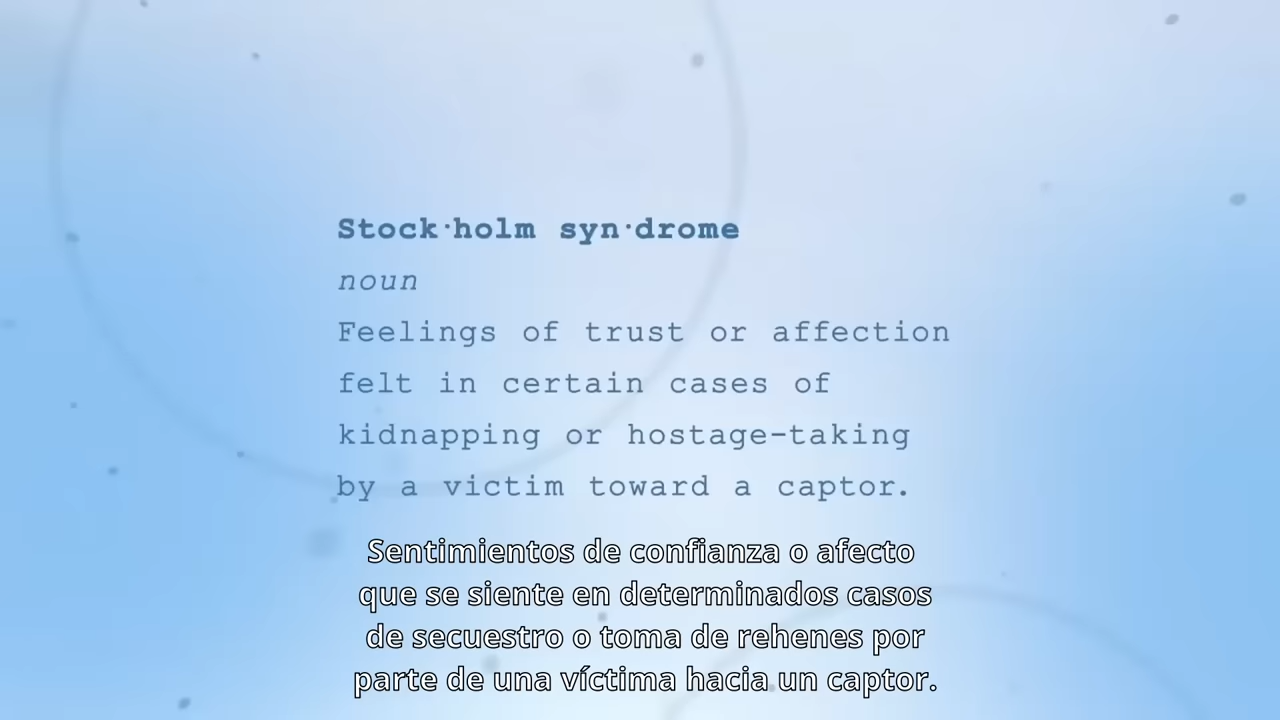 Stock·holm syn·drome
noun
Feelings of trust or affection
felt in certain cases of
kidnapping or hostage-taking
by a victim toward a captor.
Sentimientos de confianza o afecto
que se siente en determinados casos
de secuestro o toma de rehenes por
parte de una víctima hacia un captor.